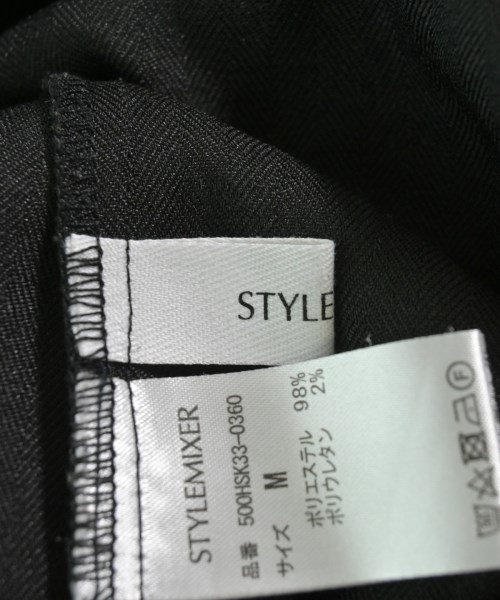 STYLE
STYLEMIXER
品番 500HSK33-0360
サイズ M
ポリエステル 98%
ポリウレタン 2%
F